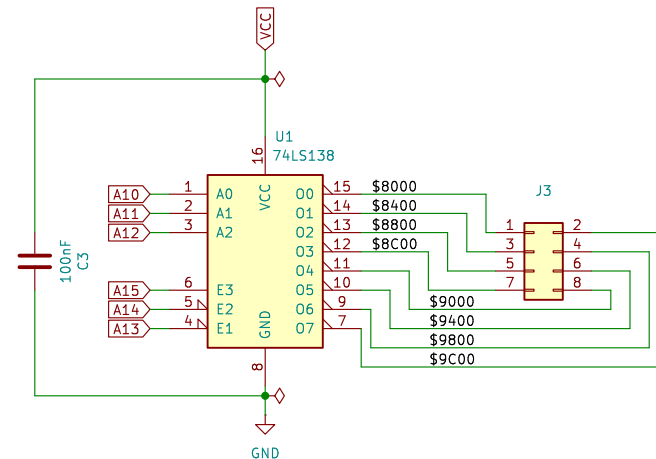 VCC
U1
74LS138
16
A10 1 A0 VCC O0 15 $8000
A11 2 A1 O1 14 $8400
A12 3 A2 O2 13 $8800
O3 12 $8C00
O4 11
A15 6 E3 O5 10
A14 5 E2 O6 9
A13 4 E1 GND O7 7
8
GND
100nF
C3
J3
1 2
3 4
5 6
7 8
$9000
$9400
$9800
$9C00